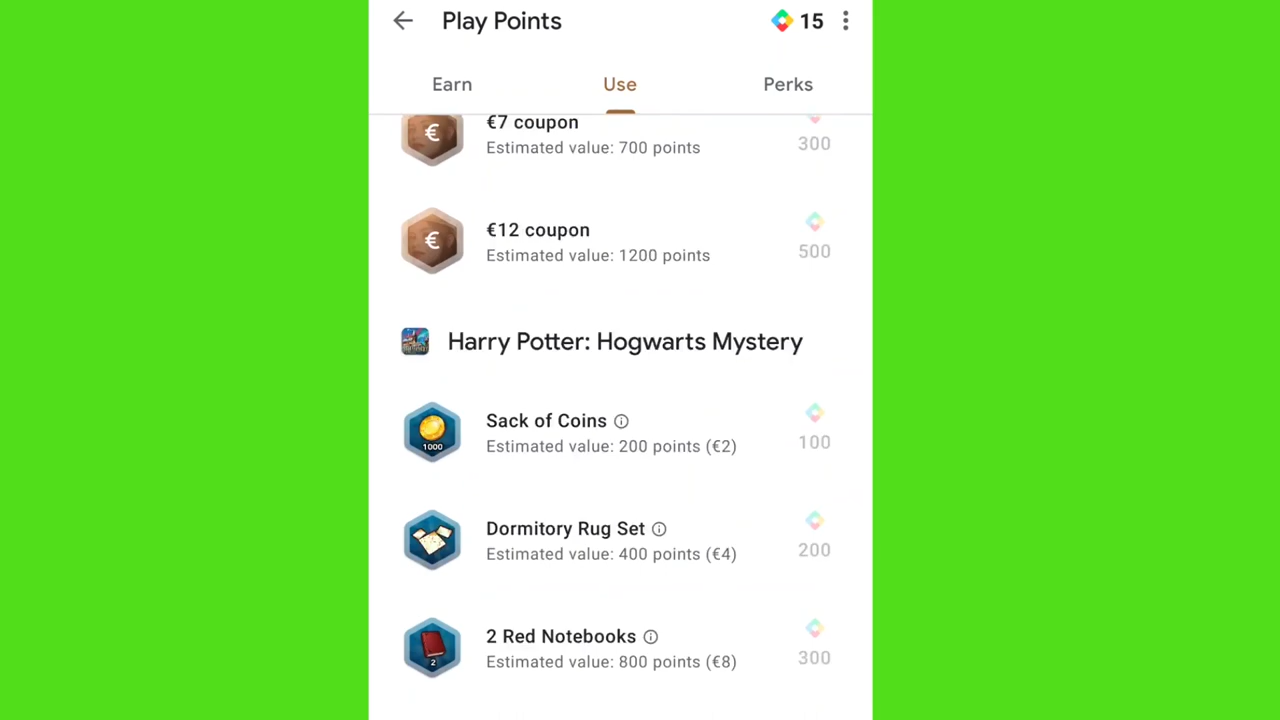 Play Points
15
Earn
Use
Perks
€7 coupon
Estimated value: 700 points
300
€
€12 coupon
Estimated value: 1200 points
500
€
Harry Potter: Hogwarts Mystery
Sack of Coins
Estimated value: 200 points (€2)
100
1000
Dormitory Rug Set
Estimated value: 400 points (€4)
200
2 Red Notebooks
Estimated value: 800 points (€8)
300
2